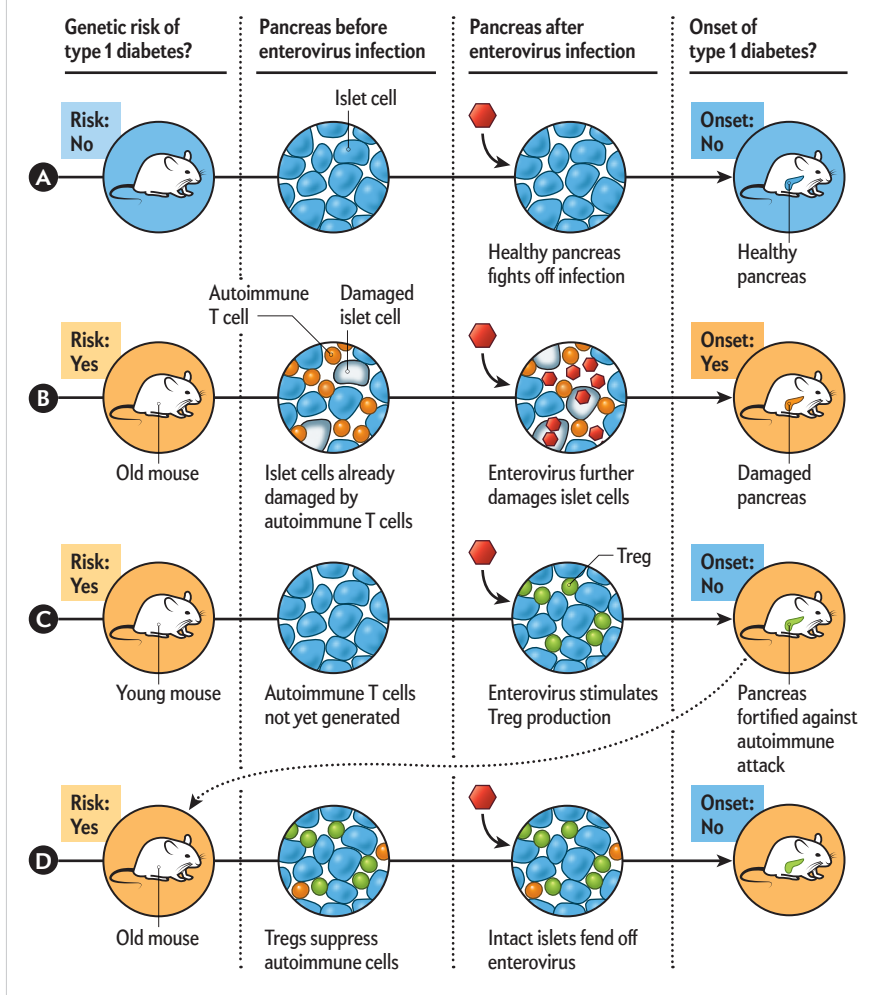 Genetic risk of
type 1 diabetes?
Pancreas before
enterovirus infection
Pancreas after
enterovirus infection
Onset of
type 1 diabetes?
A
Risk:
No
Islet cell
Healthy pancreas
fights off infection
Onset:
No
Healthy
pancreas
B
Risk:
Yes
Old mouse
Autoimmune
T cell
Damaged
islet cell
Islet cells already
damaged by
autoimmune T cells
Enterovirus further
damages islet cells
Onset:
Yes
Damaged
pancreas
C
Risk:
Yes
Young mouse
Autoimmune T cells
not yet generated
Treg
Enterovirus stimulates
Treg production
Onset:
No
Pancreas
fortified against
autoimmune
attack
D
Risk:
Yes
Old mouse
Tregs suppress
autoimmune cells
Intact islets fend off
enterovirus
Onset:
No